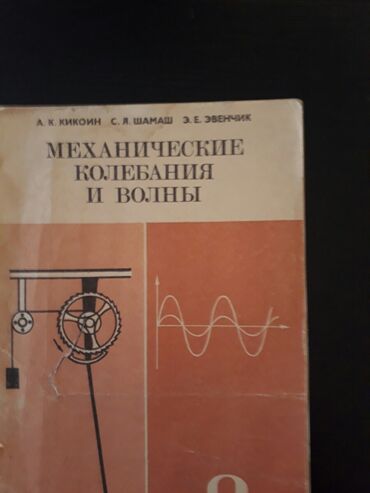 А. К. КИКОИН С. Я. ШАМАШ Э. Е. ЭВЕНЧИК
МЕХАНИЧЕСКИЕ
КОЛЕБАНИЯ
И ВОЛНЫ